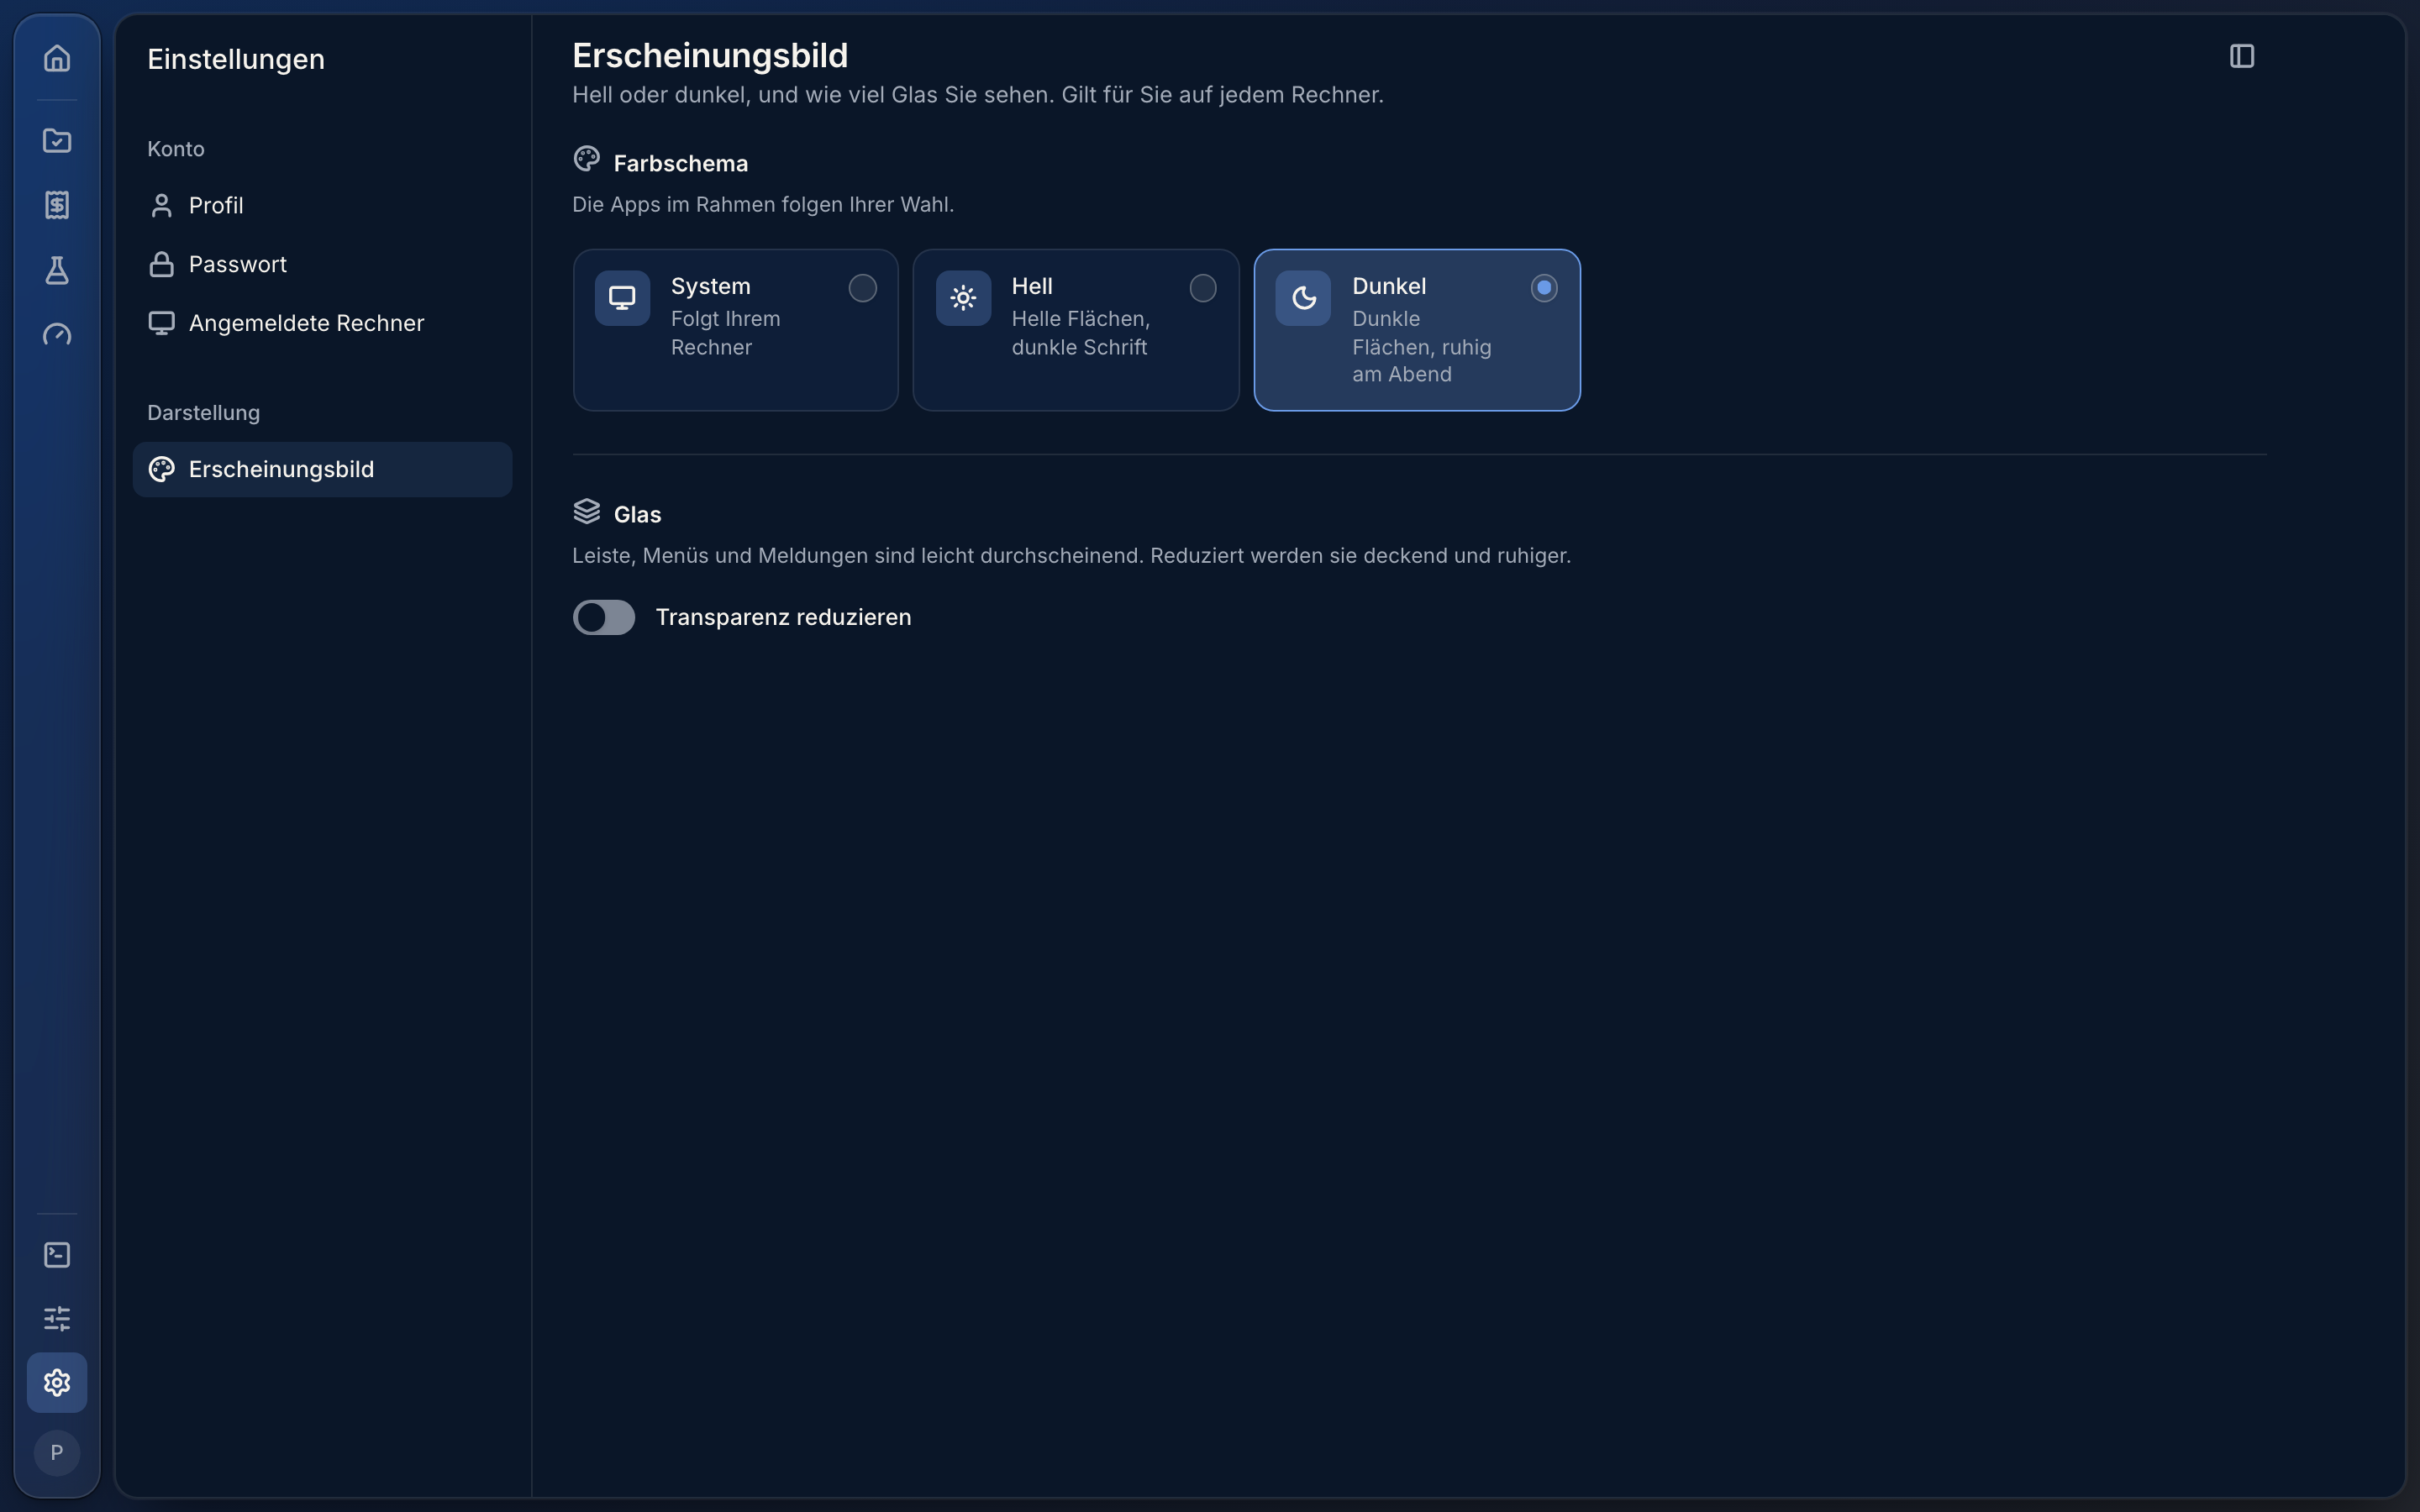 Einstellungen
Konto
Profil
Passwort
Angemeldete Rechner
Darstellung
Erscheinungsbild
P
Erscheinungsbild
Hell oder dunkel, und wie viel Glas Sie sehen. Gilt für Sie auf jedem Rechner.
Farbschema
Die Apps im Rahmen folgen Ihrer Wahl.
System
Folgt Ihrem
Rechner
Hell
Helle Flächen,
dunkle Schrift
Dunkel
Dunkle
Flächen, ruhig
am Abend
Glas
Leiste, Menüs und Meldungen sind leicht durchscheinend. Reduziert werden sie deckend und ruhiger.
Transparenz reduzieren